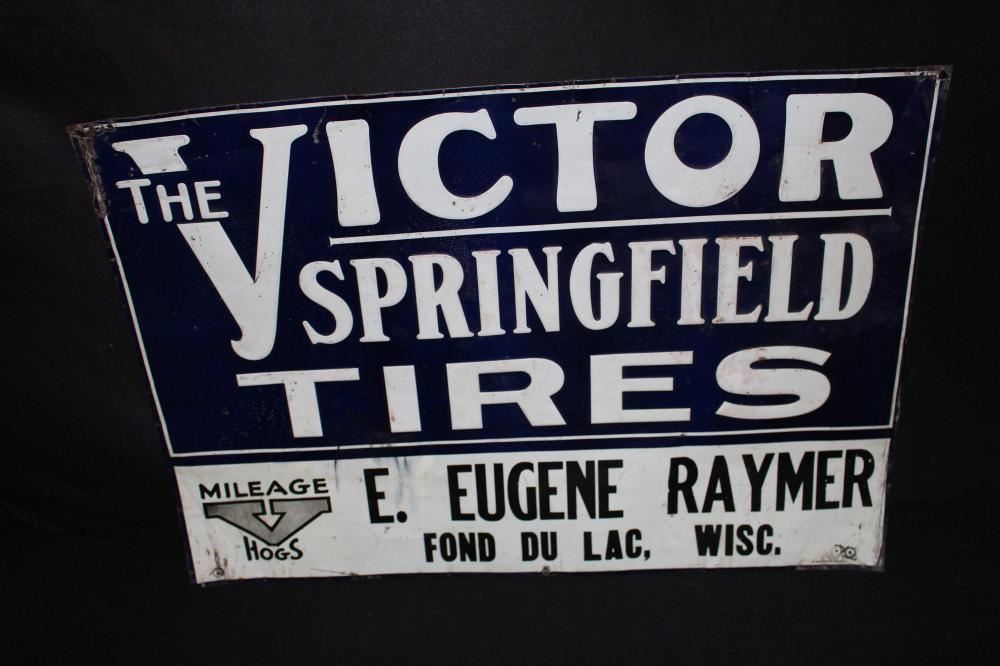 THE VICTOR
SPRINGFIELD
TIRES
MILEAGE
HOGS
E. EUGENE RAYMER
FOND DU LAC, WISC.